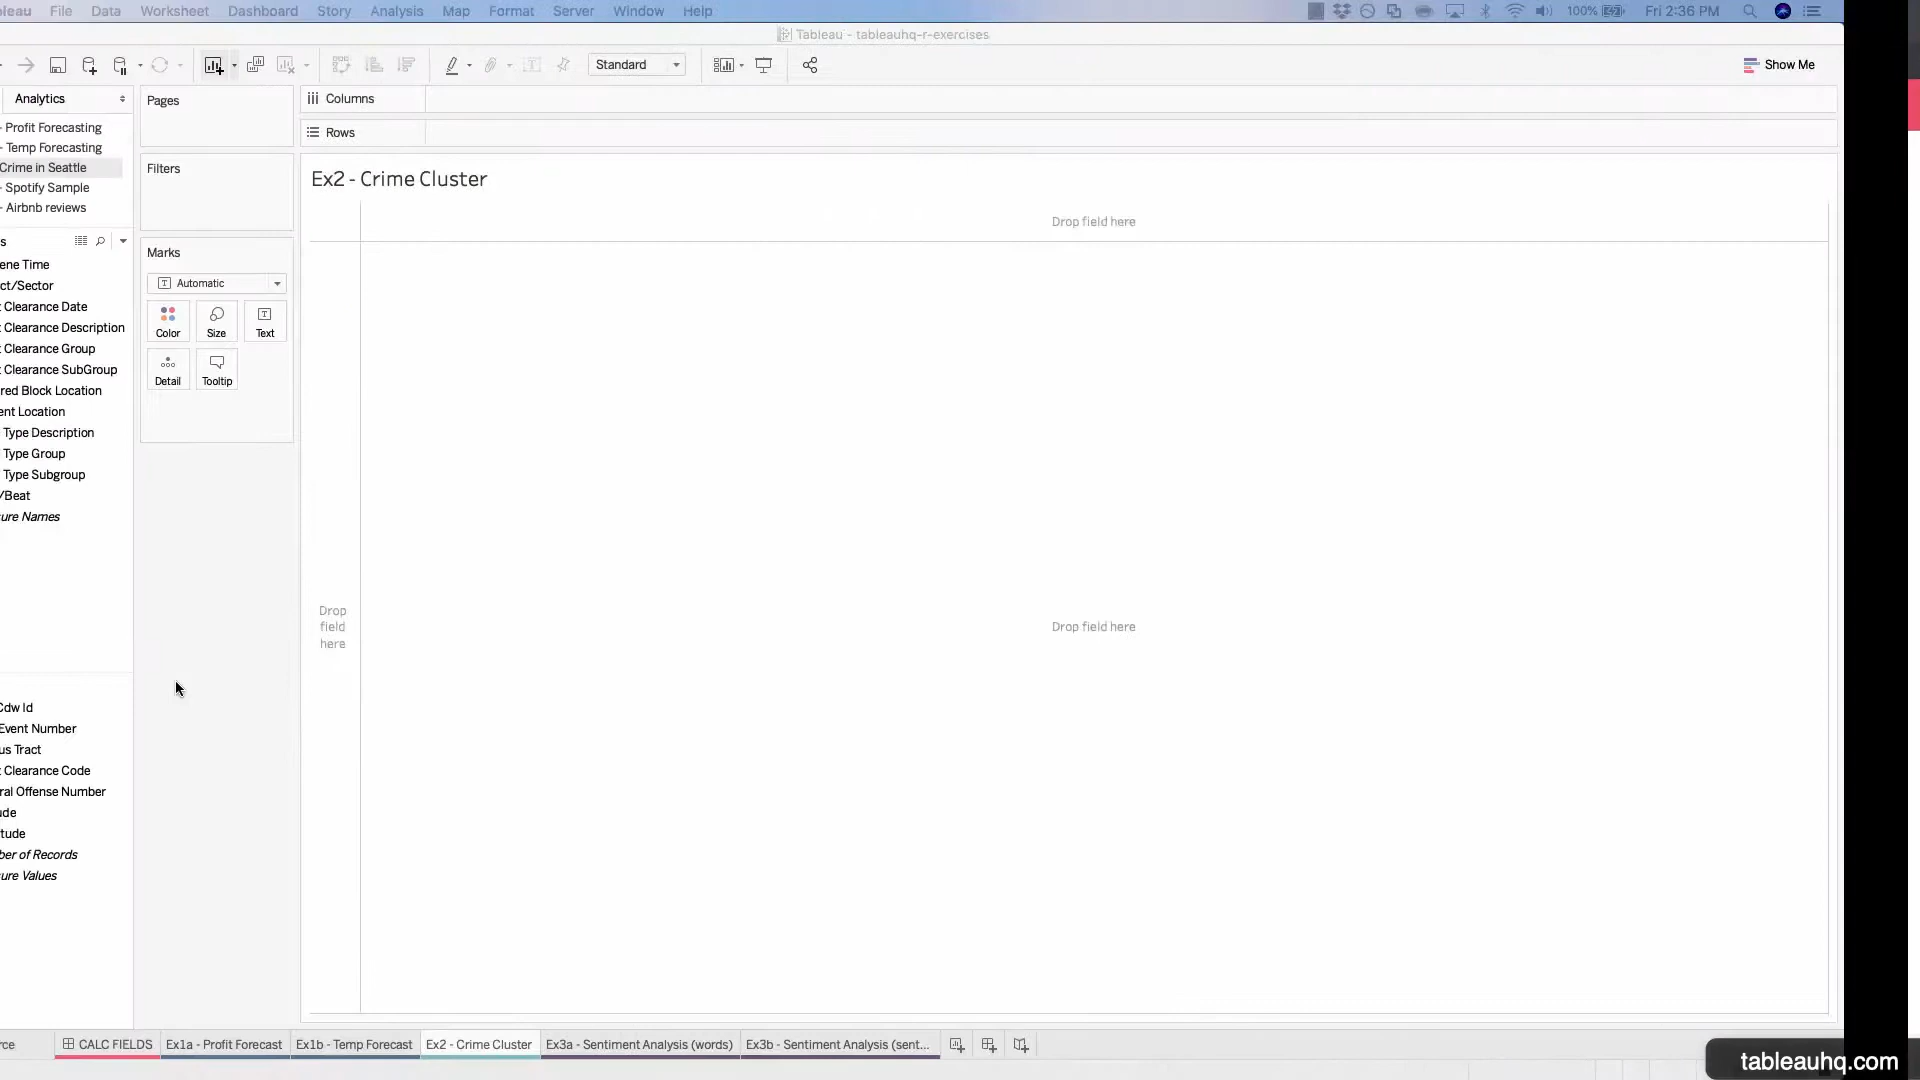 leau File Data Worksheet Dashboard Story Analysis Map Format Server Window Help 100% Fri 2:36 PM
Tableau - tableauhq-r-exercises
Standard Show Me
Analytics
- Profit Forecasting
- Temp Forecasting
Crime in Seattle
- Spotify Sample
- Airbnb reviews
s
ene Time
ct/Sector
t Clearance Date
t Clearance Description
t Clearance Group
t Clearance SubGroup
red Block Location
ent Location
Type Description
Type Group
Type Subgroup
/Beat
sure Names
Cdw Id
Event Number
us Tract
t Clearance Code
ral Offense Number
ude
itude
ber of Records
sure Values
Pages
Filters
Marks
Automatic
Color Size Text
Detail Tooltip
Columns
Rows
Ex2 - Crime Cluster
Drop field here
Drop
field
here
Drop field here
rce CALC FIELDS Ex1a - Profit Forecast Ex1b - Temp Forecast Ex2 - Crime Cluster Ex3a - Sentiment Analysis (words) Ex3b - Sentiment Analysis (sent...
tableauhq.com